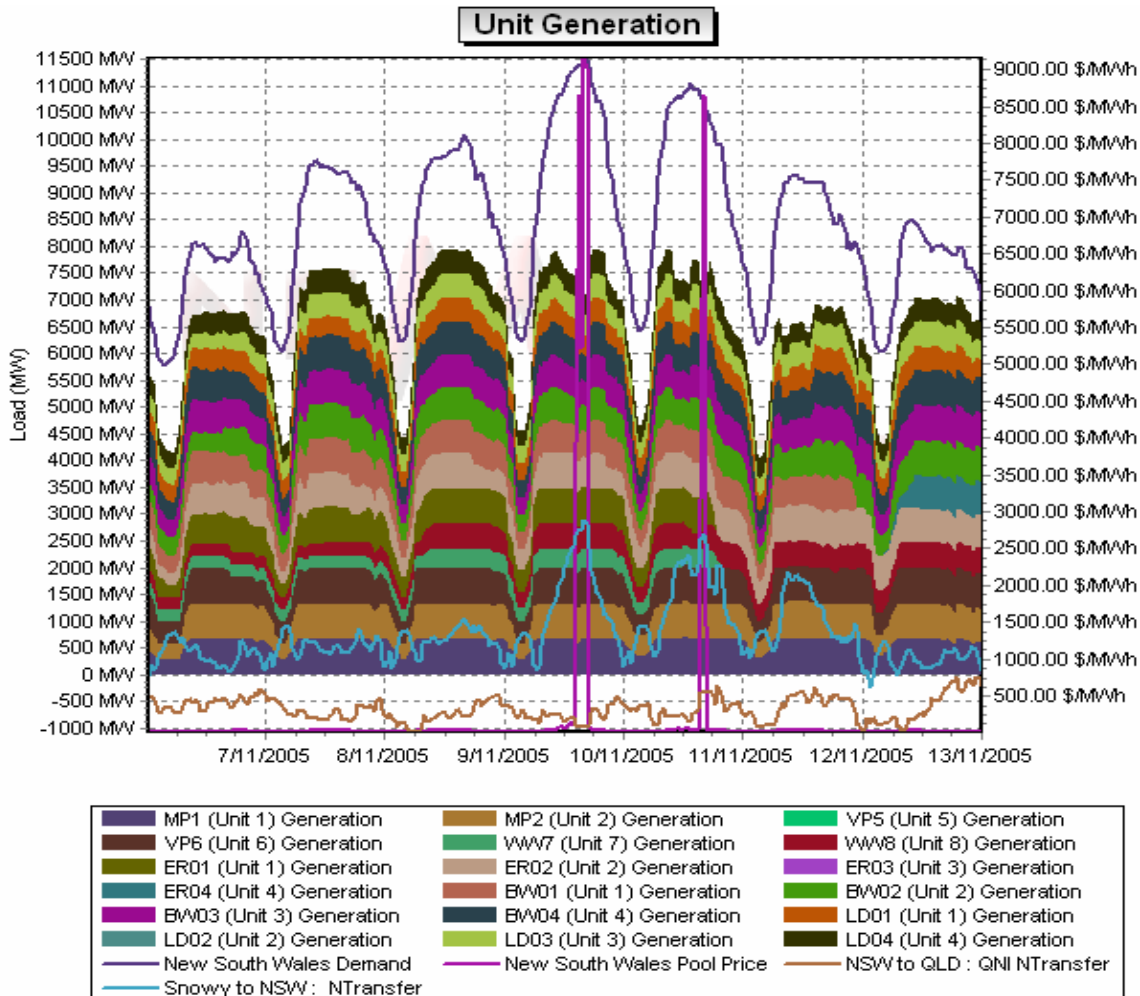 Unit Generation
11500 MW
11000 MW
10500 MW
10000 MW
9500 MW
9000 MW
8500 MW
8000 MW
7500 MW
7000 MW
6500 MW
6000 MW
5500 MW
5000 MW
4500 MW
4000 MW
3500 MW
3000 MW
2500 MW
2000 MW
1500 MW
1000 MW
500 MW
0 MW
-500 MW
-1000 MW
Load (MW)
9000.00 $/MWh
8500.00 $/MWh
8000.00 $/MWh
7500.00 $/MWh
7000.00 $/MWh
6500.00 $/MWh
6000.00 $/MWh
5500.00 $/MWh
5000.00 $/MWh
4500.00 $/MWh
4000.00 $/MWh
3500.00 $/MWh
3000.00 $/MWh
2500.00 $/MWh
2000.00 $/MWh
1500.00 $/MWh
1000.00 $/MWh
500.00 $/MWh
7/11/2005 8/11/2005 9/11/2005 10/11/2005 11/11/2005 12/11/2005 13/11/2005
MP1 (Unit 1) Generation MP2 (Unit 2) Generation VP5 (Unit 5) Generation
VP6 (Unit 6) Generation WW7 (Unit 7) Generation WW8 (Unit 8) Generation
ER01 (Unit 1) Generation ER02 (Unit 2) Generation ER03 (Unit 3) Generation
ER04 (Unit 4) Generation BW01 (Unit 1) Generation BW02 (Unit 2) Generation
BW03 (Unit 3) Generation BW04 (Unit 4) Generation LD01 (Unit 1) Generation
LD02 (Unit 2) Generation LD03 (Unit 3) Generation LD04 (Unit 4) Generation
New South Wales Demand New South Wales Pool Price NSW to QLD : QNI NTransfer
Snowy to NSW : NTransfer